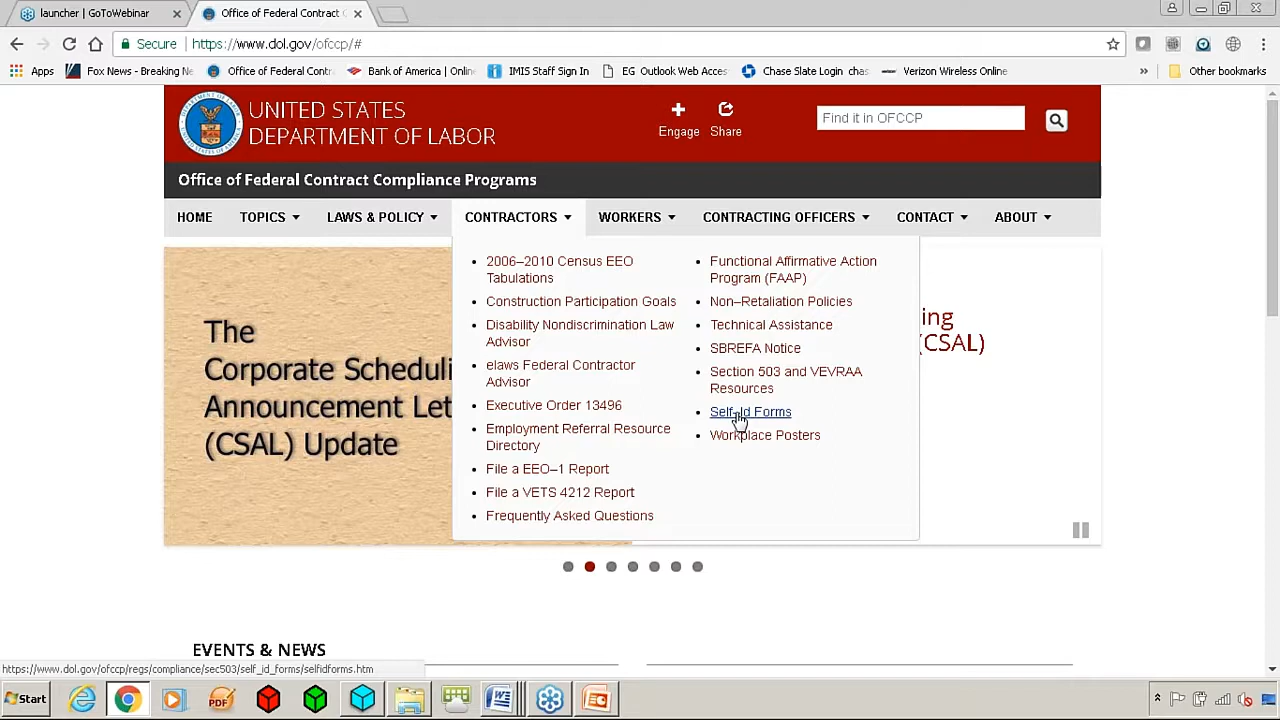 launcher | GoToWebinar
Office of Federal Contract C
Secure
https://www.dol.gov/ofccp/#
Apps
Fox News - Breaking Ne
Office of Federal Contra
Bank of America | Onlin
IMIS Staff Sign In
EG Outlook Web Acces
Chase Slate Login chas
Verizon Wireless Online
»
Other bookmarks
UNITED STATES
DEPARTMENT OF LABOR
Engage
Share
Find it in OFCCP
Office of Federal Contract Compliance Programs
HOME
TOPICS
LAWS & POLICY
CONTRACTORS
WORKERS
CONTRACTING OFFICERS
CONTACT
ABOUT
2006–2010 Census EEO
Tabulations
Construction Participation Goals
Disability Nondiscrimination Law
Advisor
elaws Federal Contractor
Advisor
Executive Order 13496
Employment Referral Resource
Directory
File a EEO–1 Report
File a VETS 4212 Report
Frequently Asked Questions
Functional Affirmative Action
Program (FAAP)
Non–Retaliation Policies
Technical Assistance
SBREFA Notice
Section 503 and VEVRAA
Resources
Self-Id Forms
Workplace Posters
The
Corporate Scheduli
Announcement Let
(CSAL) Update
ing
(CSAL)
EVENTS & NEWS
https://www.dol.gov/ofccp/regs/compliance/sec503/self_id_forms/selfidforms.htm
Start
PDF